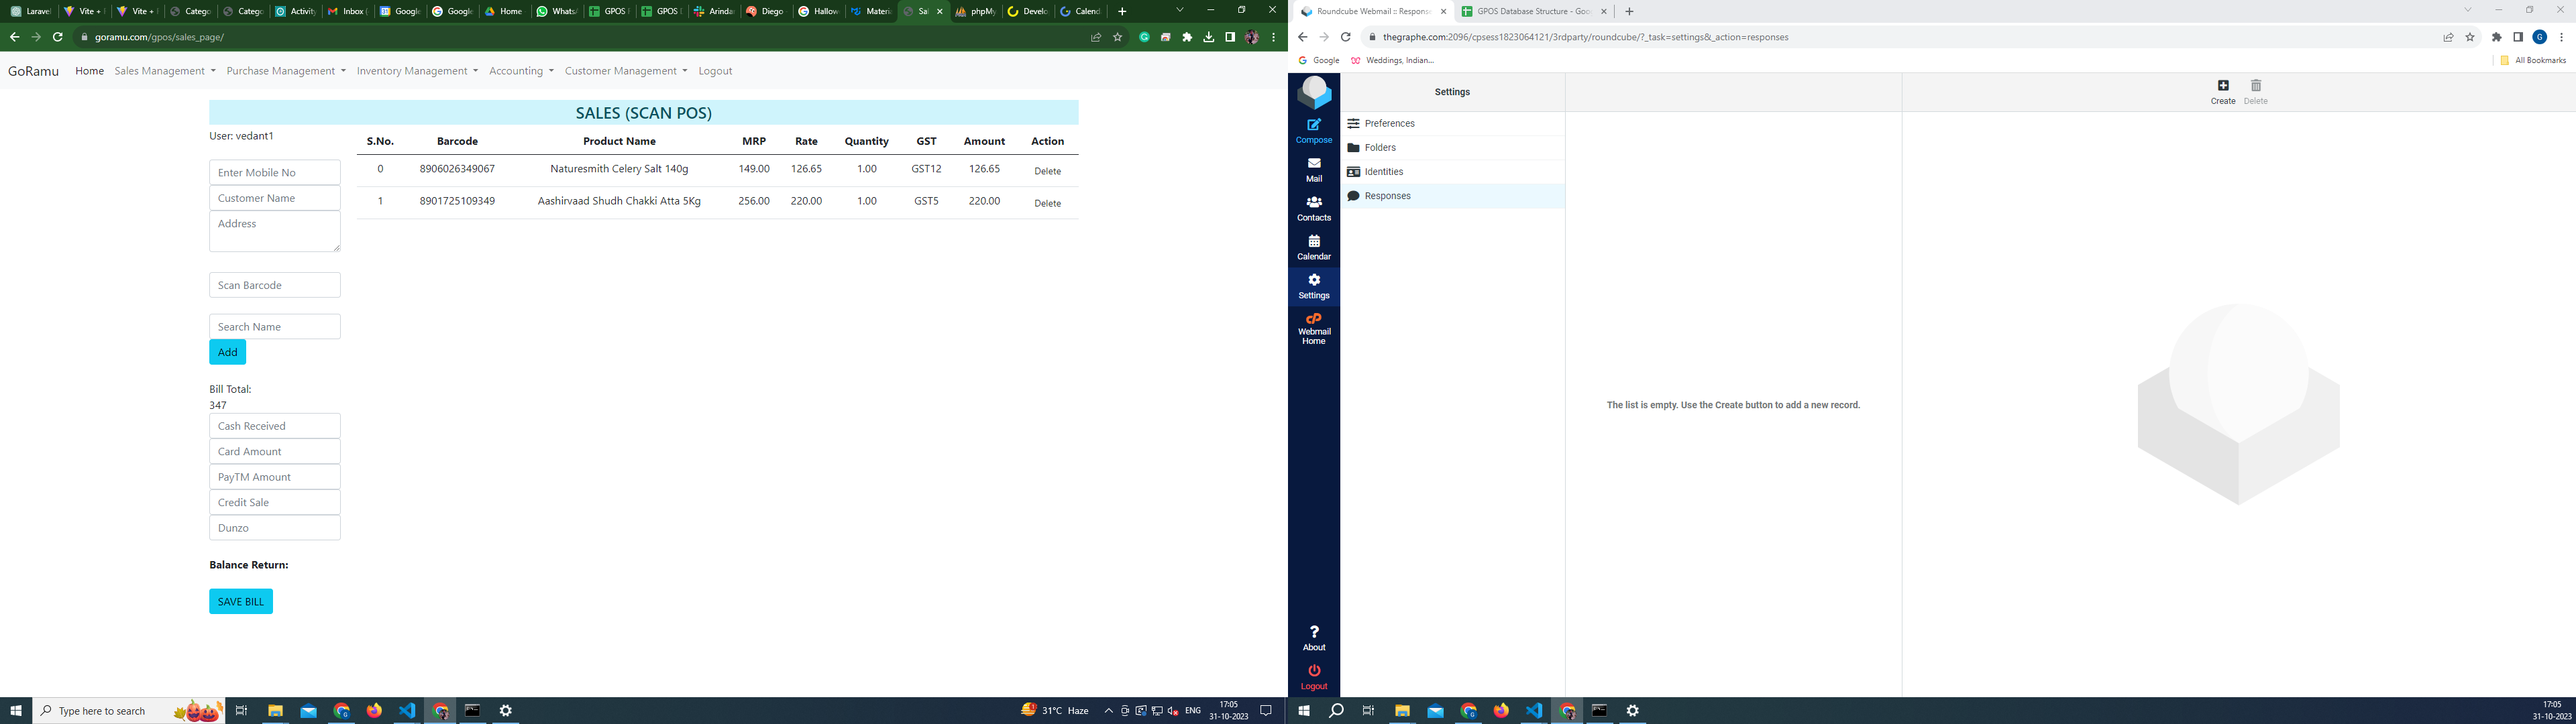 Laravel
Vite + 
Vite + 
Catego
Catego
Activity
Inbox (
Google
Google
Home
WhatsA
GPOS 
GPOS 
Arindan
Diego
Hallow
Materia
Sal
phpMy
Develo
Calend
goramu.com/gpos/sales_page/
GoRamu
Home
Sales Management
Purchase Management
Inventory Management
Accounting
Customer Management
Logout
SALES (SCAN POS)
User: vedant1
Enter Mobile No
Customer Name
Address
Scan Barcode
Search Name
Add
Bill Total:
347
Cash Received
Card Amount
PayTM Amount
Credit Sale
Dunzo
Balance Return:
SAVE BILL
S.No. Barcode Product Name MRP Rate Quantity GST Amount Action
0 8906026349067 Naturesmith Celery Salt 140g 149.00 126.65 1.00 GST12 126.65 Delete
1 8901725109349 Aashirvaad Shudh Chakki Atta 5Kg 256.00 220.00 1.00 GST5 220.00 Delete
Type here to search
31°C Haze
ENG
17:05
31-10-2023
Roundcube Webmail :: Response
GPOS Database Structure - Goo
thegraphe.com:2096/cpsess1823064121/3rdparty/roundcube/?_task=settings&_action=responses
Google
Weddings, Indian...
All Bookmarks
Compose
Mail
Contacts
Calendar
Settings
Webmail
Home
About
Logout
Settings
Preferences
Folders
Identities
Responses
The list is empty. Use the Create button to add a new record.
Create
Delete
17:05
31-10-2023